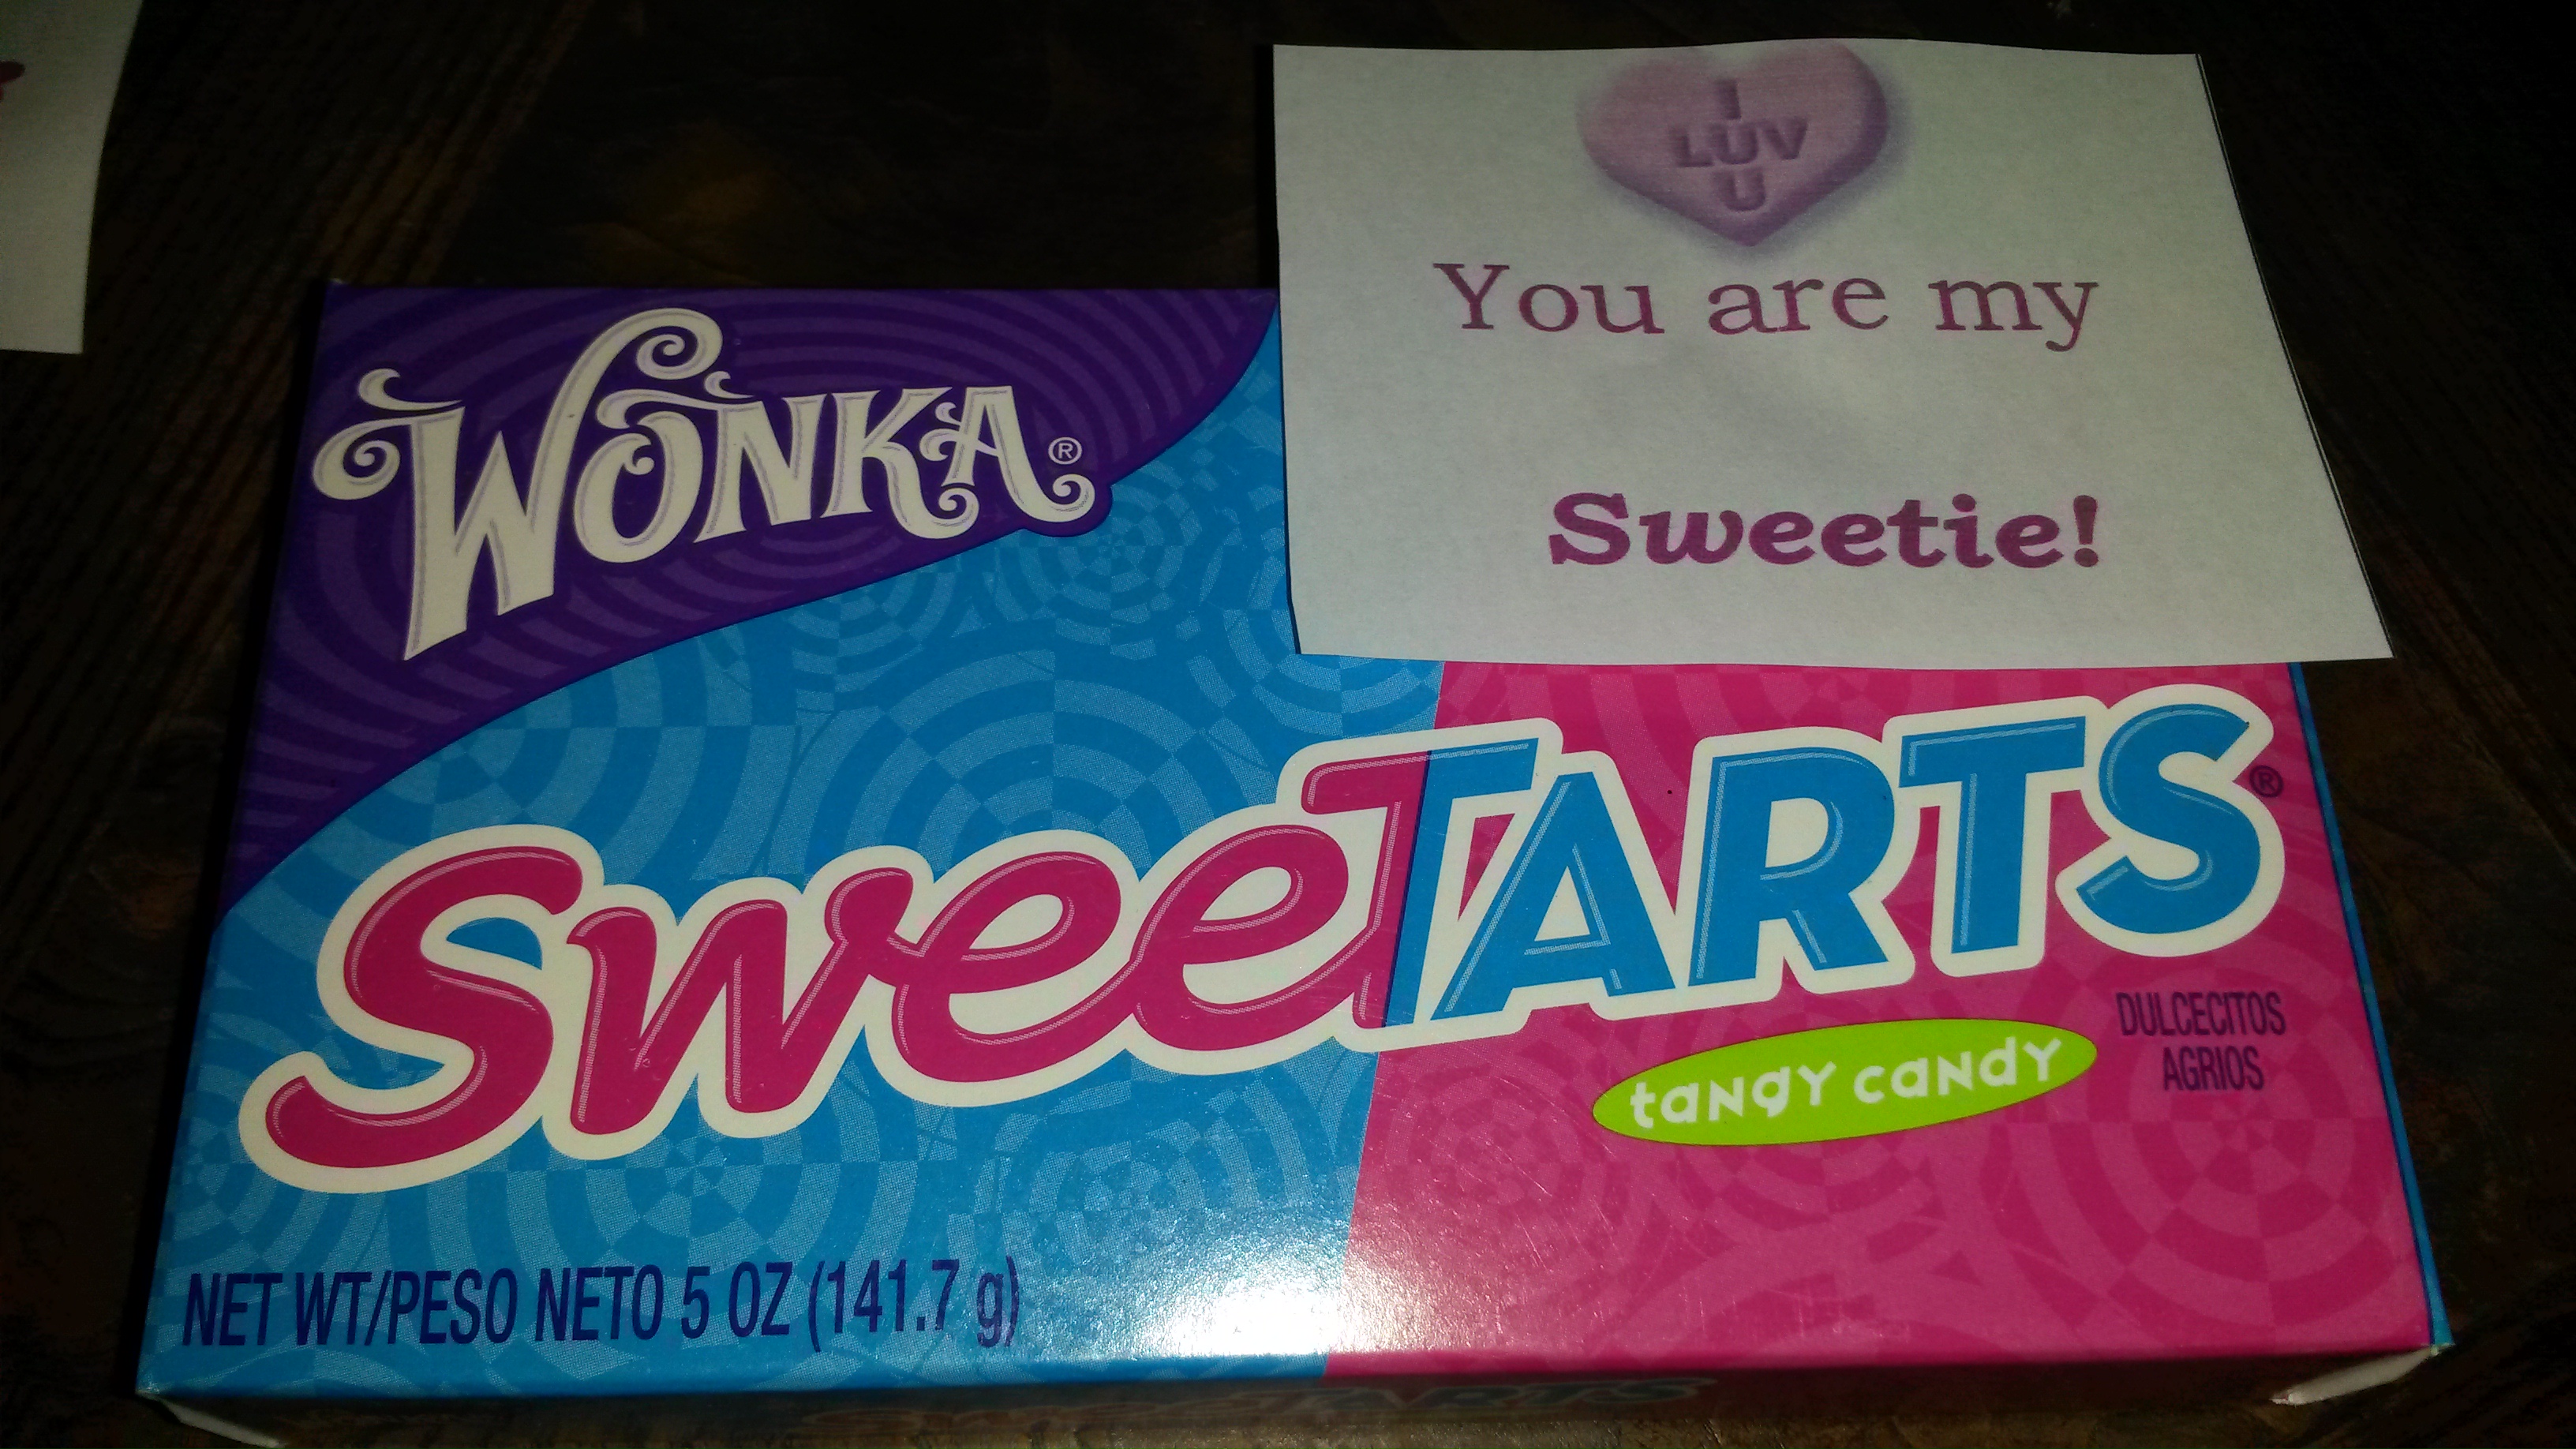 I
LUV
U
You are my
Sweetie!
WONKA®
SweeTARTS®
tangy candy
DULCECITOS
AGRIOS
NET WT/PESO NETO 5 OZ (141.7 g)